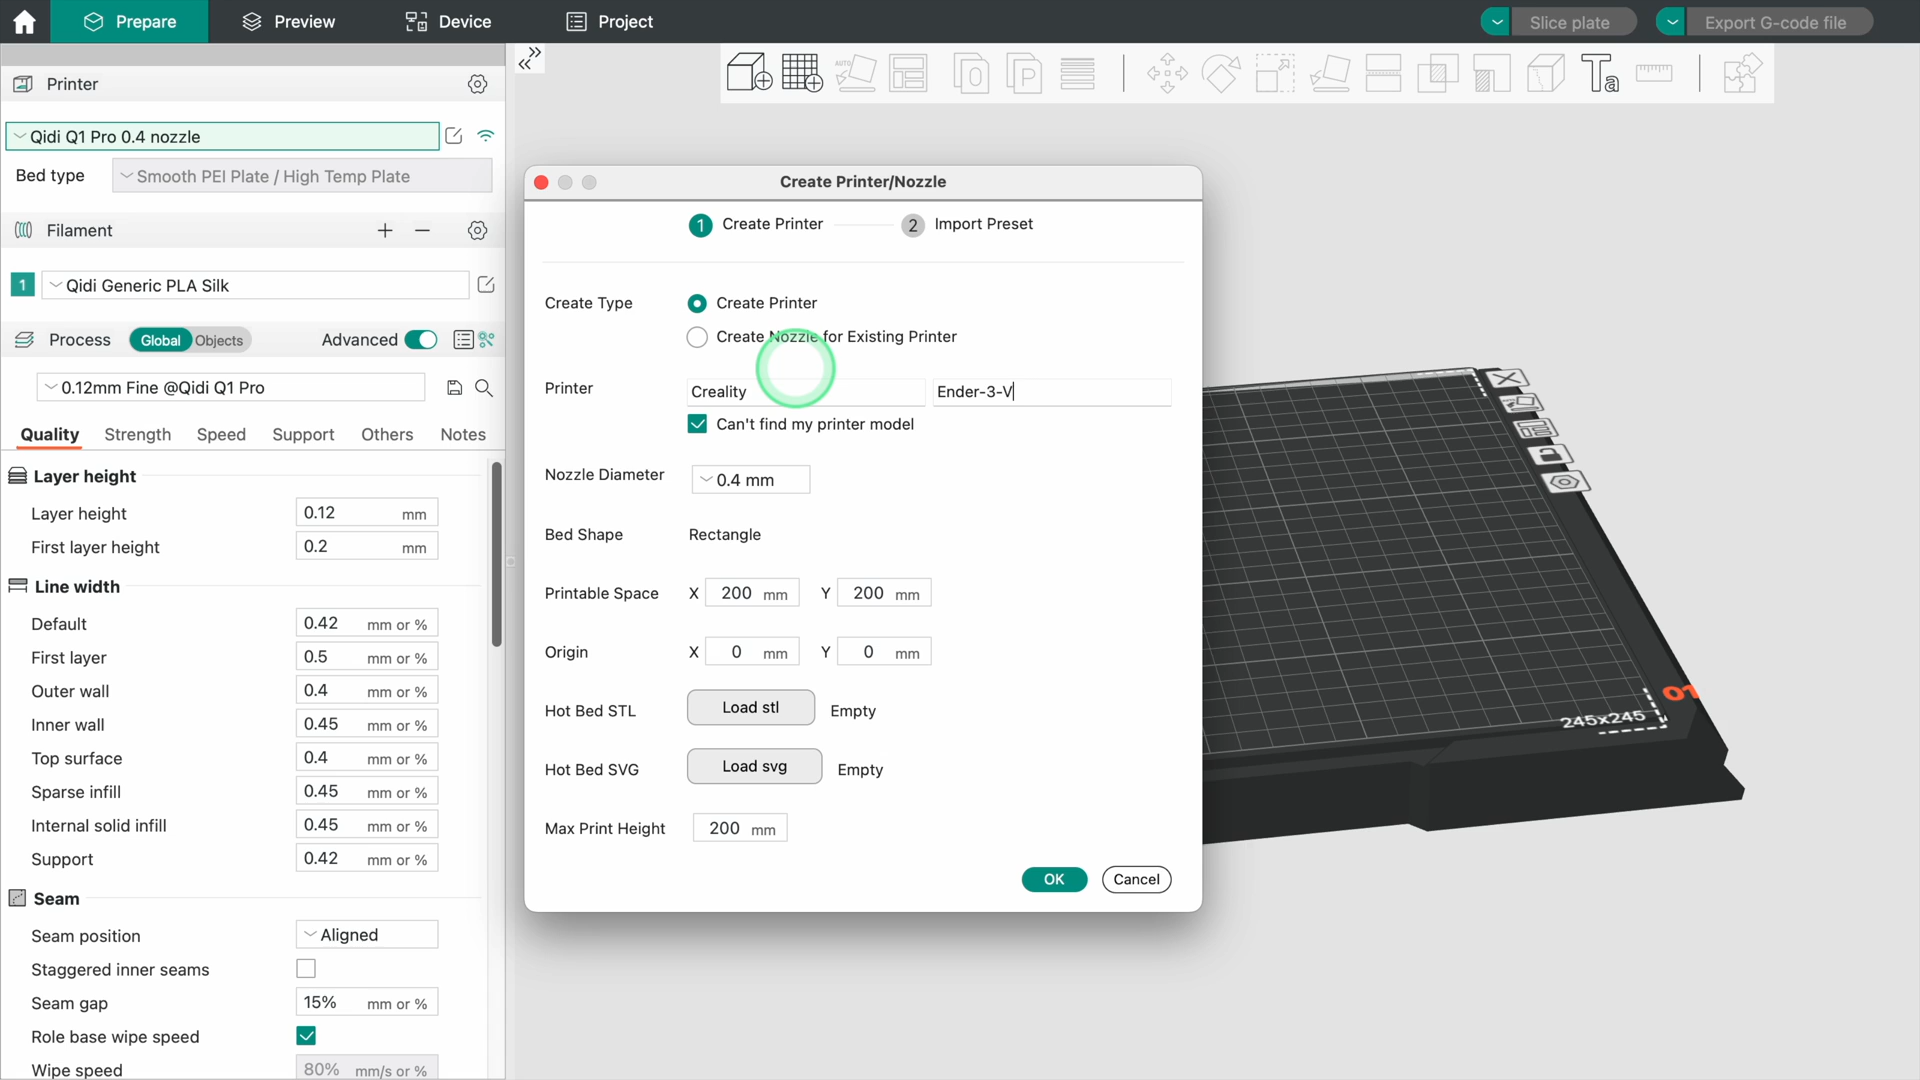 Prepare
Preview
Device
Project
Slice plate
Export G-code file
Printer
Qidi Q1 Pro 0.4 nozzle
Bed type
Smooth PEI Plate / High Temp Plate
Filament
1
Qidi Generic PLA Silk
Process
Global
Objects
Advanced
0.12mm Fine @Qidi Q1 Pro
Quality
Strength
Speed
Support
Others
Notes
Layer height
Layer height
0.12 mm
First layer height
0.2 mm
Line width
Default
0.42 mm or %
First layer
0.5 mm or %
Outer wall
0.4 mm or %
Inner wall
0.45 mm or %
Top surface
0.4 mm or %
Sparse infill
0.45 mm or %
Internal solid infill
0.45 mm or %
Support
0.42 mm or %
Seam
Seam position
Aligned
Staggered inner seams
Seam gap
15% mm or %
Role base wipe speed
Wipe speed
80% mm/s or %
AUTO
Ta
Create Printer/Nozzle
1 Create Printer
2 Import Preset
Create Type
Create Printer
Create Nozzle for Existing Printer
Printer
Creality
Ender-3-V
Can't find my printer model
Nozzle Diameter
0.4 mm
Bed Shape
Rectangle
Printable Space
X 200 mm
Y 200 mm
Origin
X 0 mm
Y 0 mm
Hot Bed STL
Load stl
Empty
Hot Bed SVG
Load svg
Empty
Max Print Height
200 mm
OK
Cancel
01
245x245